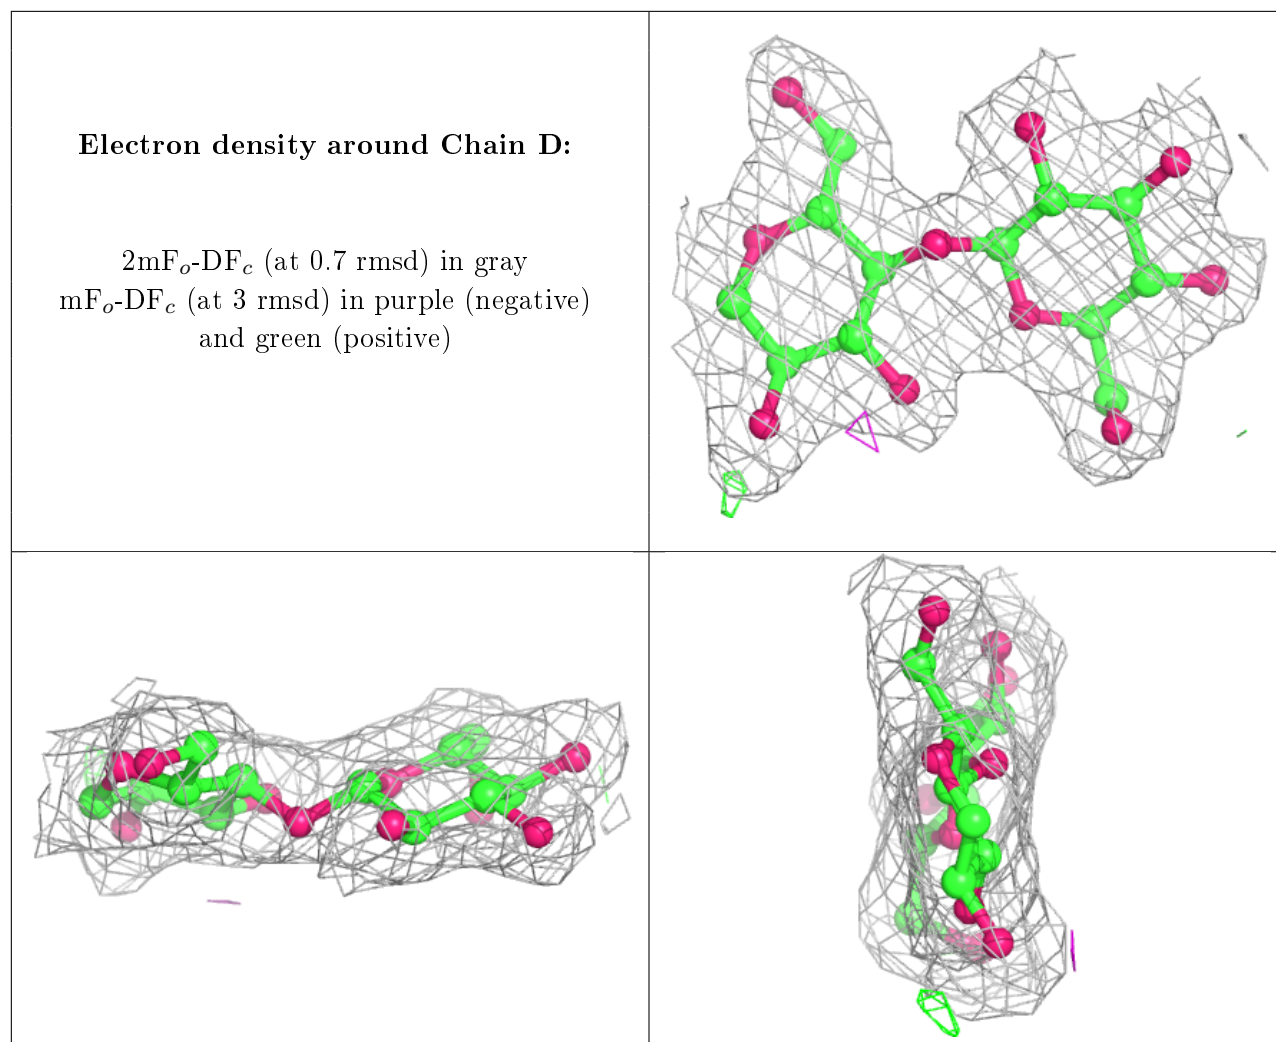 Electron density around Chain D:
2mFₒ-DF𝒸 (at 0.7 rmsd) in gray
mFₒ-DF𝒸 (at 3 rmsd) in purple (negative)
and green (positive)